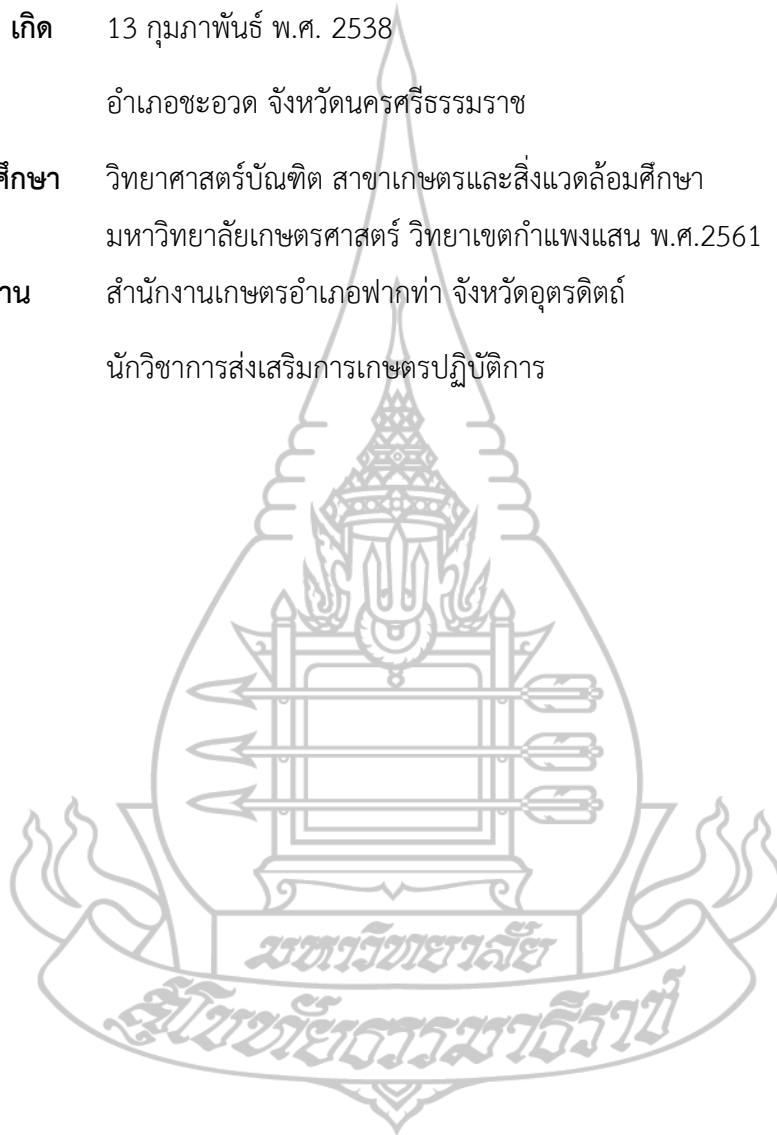 เกิด 13 กุมภาพันธ์ พ.ศ. 2538
อำเภอชะอวด จังหวัดนครศรีธรรมราช
ศึกษา วิทยาศาสตร์บัณฑิต สาขาเกษตรและสิ่งแวดล้อมศึกษา
มหาวิทยาลัยเกษตรศาสตร์ วิทยาเขตกำแพงแสน พ.ศ.2561
าน สำนักงานเกษตรอำเภอฟากท่า จังหวัดอุตรดิตถ์
นักวิชาการส่งเสริมการเกษตรปฏิบัติการ
มหาวิทยาลัย
สุโขทัยธรรมาธิราช